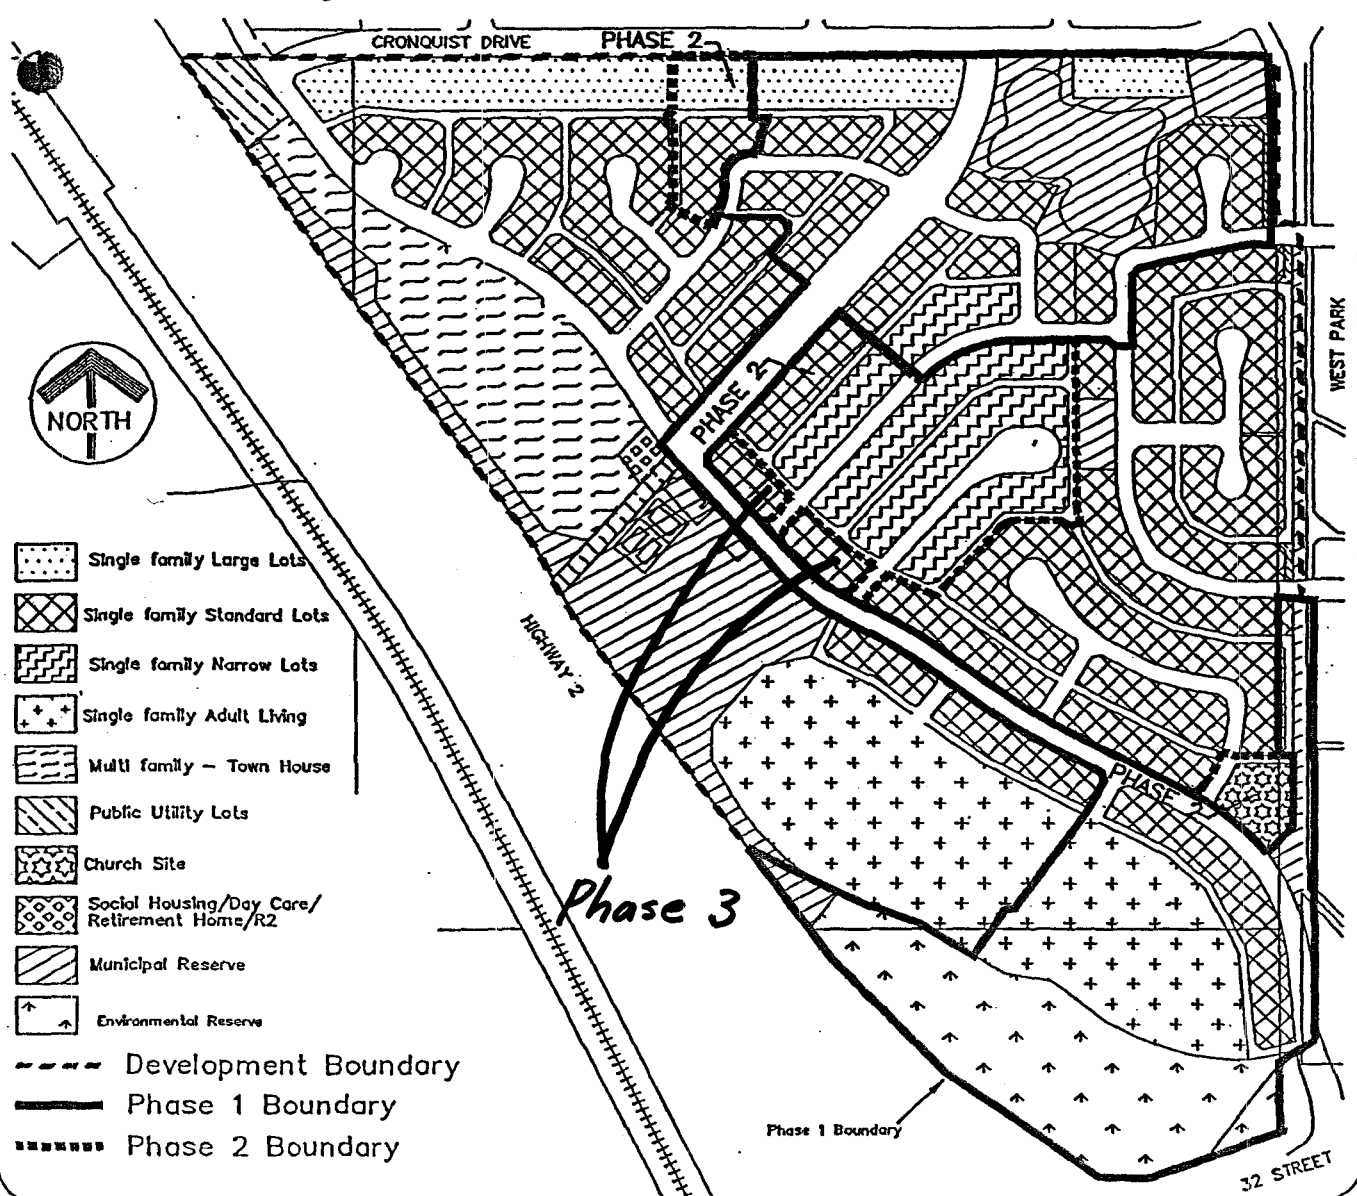 CRONQUIST DRIVE
PHASE 2
WEST PARK
NORTH
PHASE 2
Single family Large Lots
Single family Standard Lots
Single family Narrow Lots
Single family Adult Living
Multi family – Town House
Public Utility Lots
Church Site
Social Housing/Day Care/
Retirement Home/R2
Municipal Reserve
Environmental Reserve
Development Boundary
Phase 1 Boundary
Phase 2 Boundary
HIGHWAY 2
PHASE 2
Phase 3
Phase 1 Boundary
32 STREET